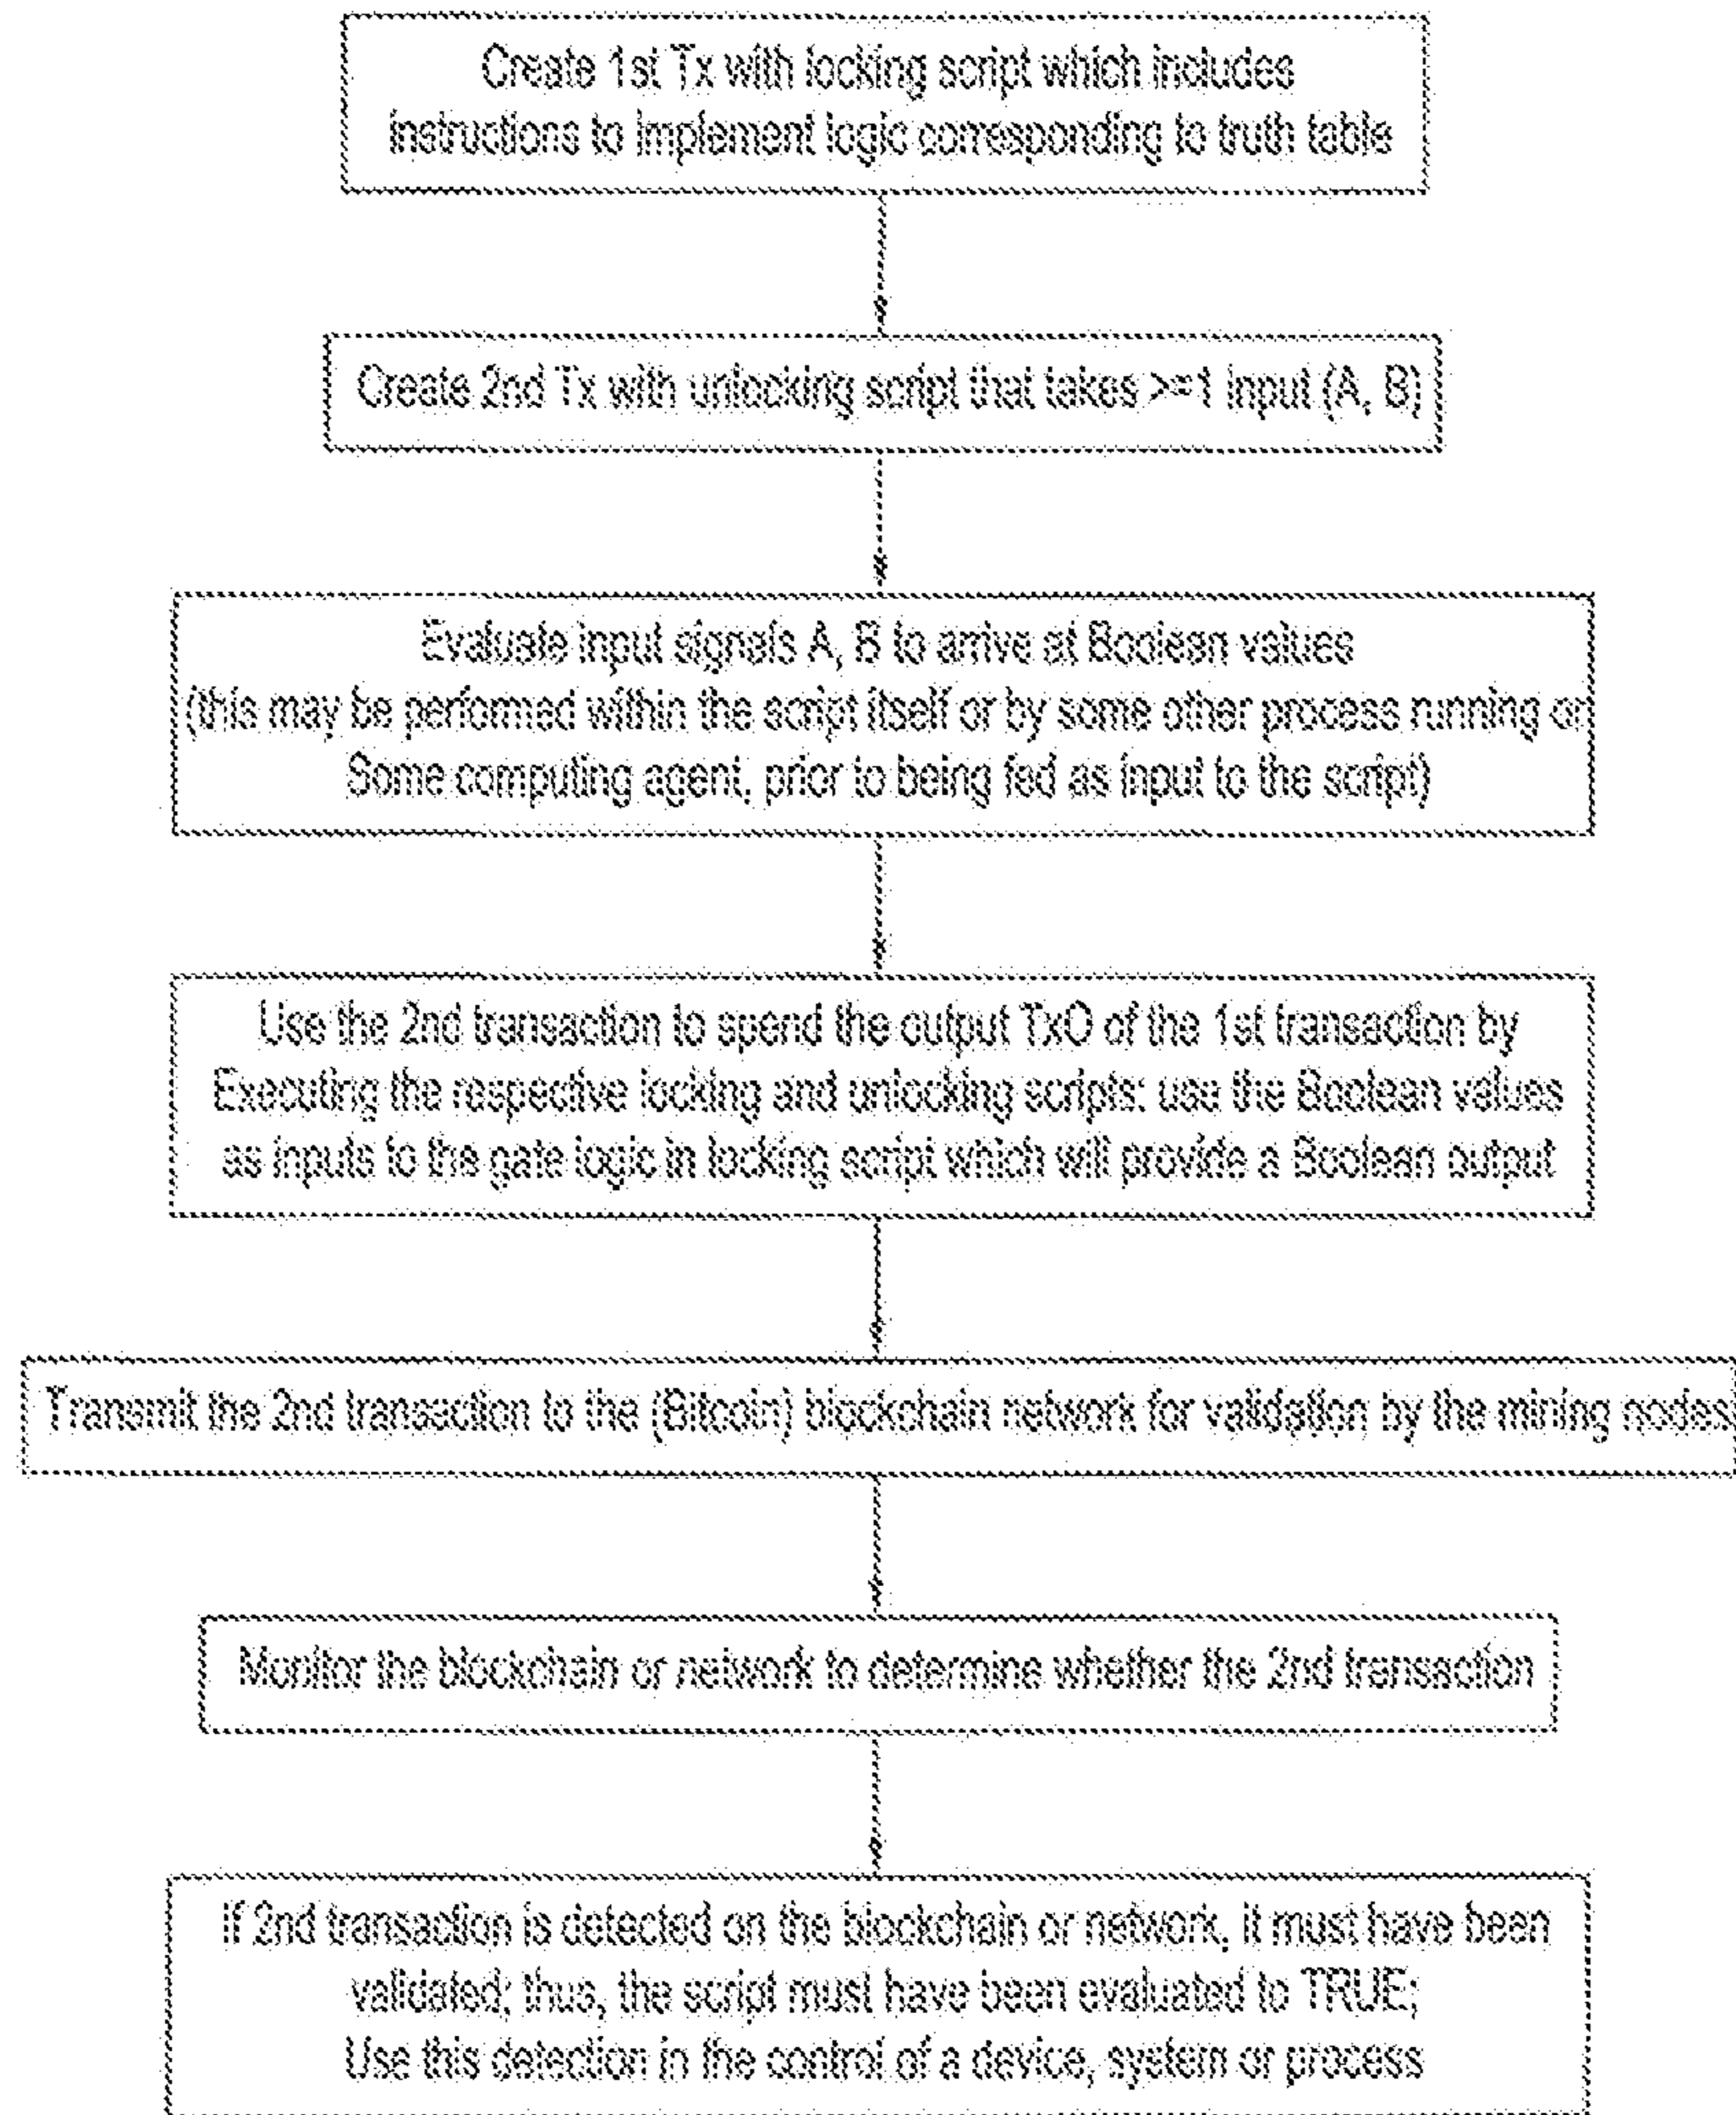 Create 1st Tx with locking script which includes
instructions to implement logic corresponding to truth table
Create 2nd Tx with unlocking script that takes >=1 input (A, B)
Evaluate input signals A, B to arrive at Boolean values
(this may be performed within the script itself or by some other process running on
Some computing agent, prior to being fed as input to the script)
Use the 2nd transaction to spend the output TxO of the 1st transaction by
Executing the respective locking and unlocking scripts: use the Boolean values
as inputs to the gate logic in locking script which will provide a Boolean output
Transmit the 2nd transaction to the (Bitcoin) blockchain network for validation by the mining nodes
Monitor the blockchain or network to determine whether the 2nd transaction
If 2nd transaction is detected on the blockchain or network, it must have been
validated; thus, the script must have been evaluated to TRUE;
Use this detection in the control of a device, system or process